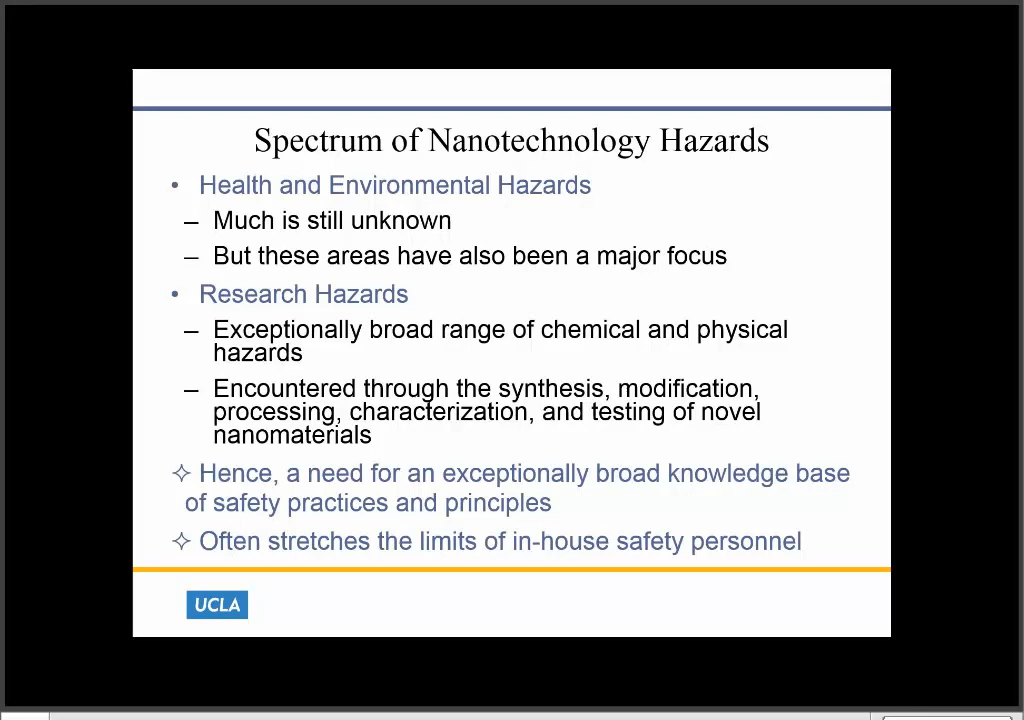 Spectrum of Nanotechnology Hazards
• Health and Environmental Hazards
– Much is still unknown
– But these areas have also been a major focus
• Research Hazards
– Exceptionally broad range of chemical and physical
hazards
– Encountered through the synthesis, modification,
processing, characterization, and testing of novel
nanomaterials
✧ Hence, a need for an exceptionally broad knowledge base
of safety practices and principles
✧ Often stretches the limits of in-house safety personnel
UCLA